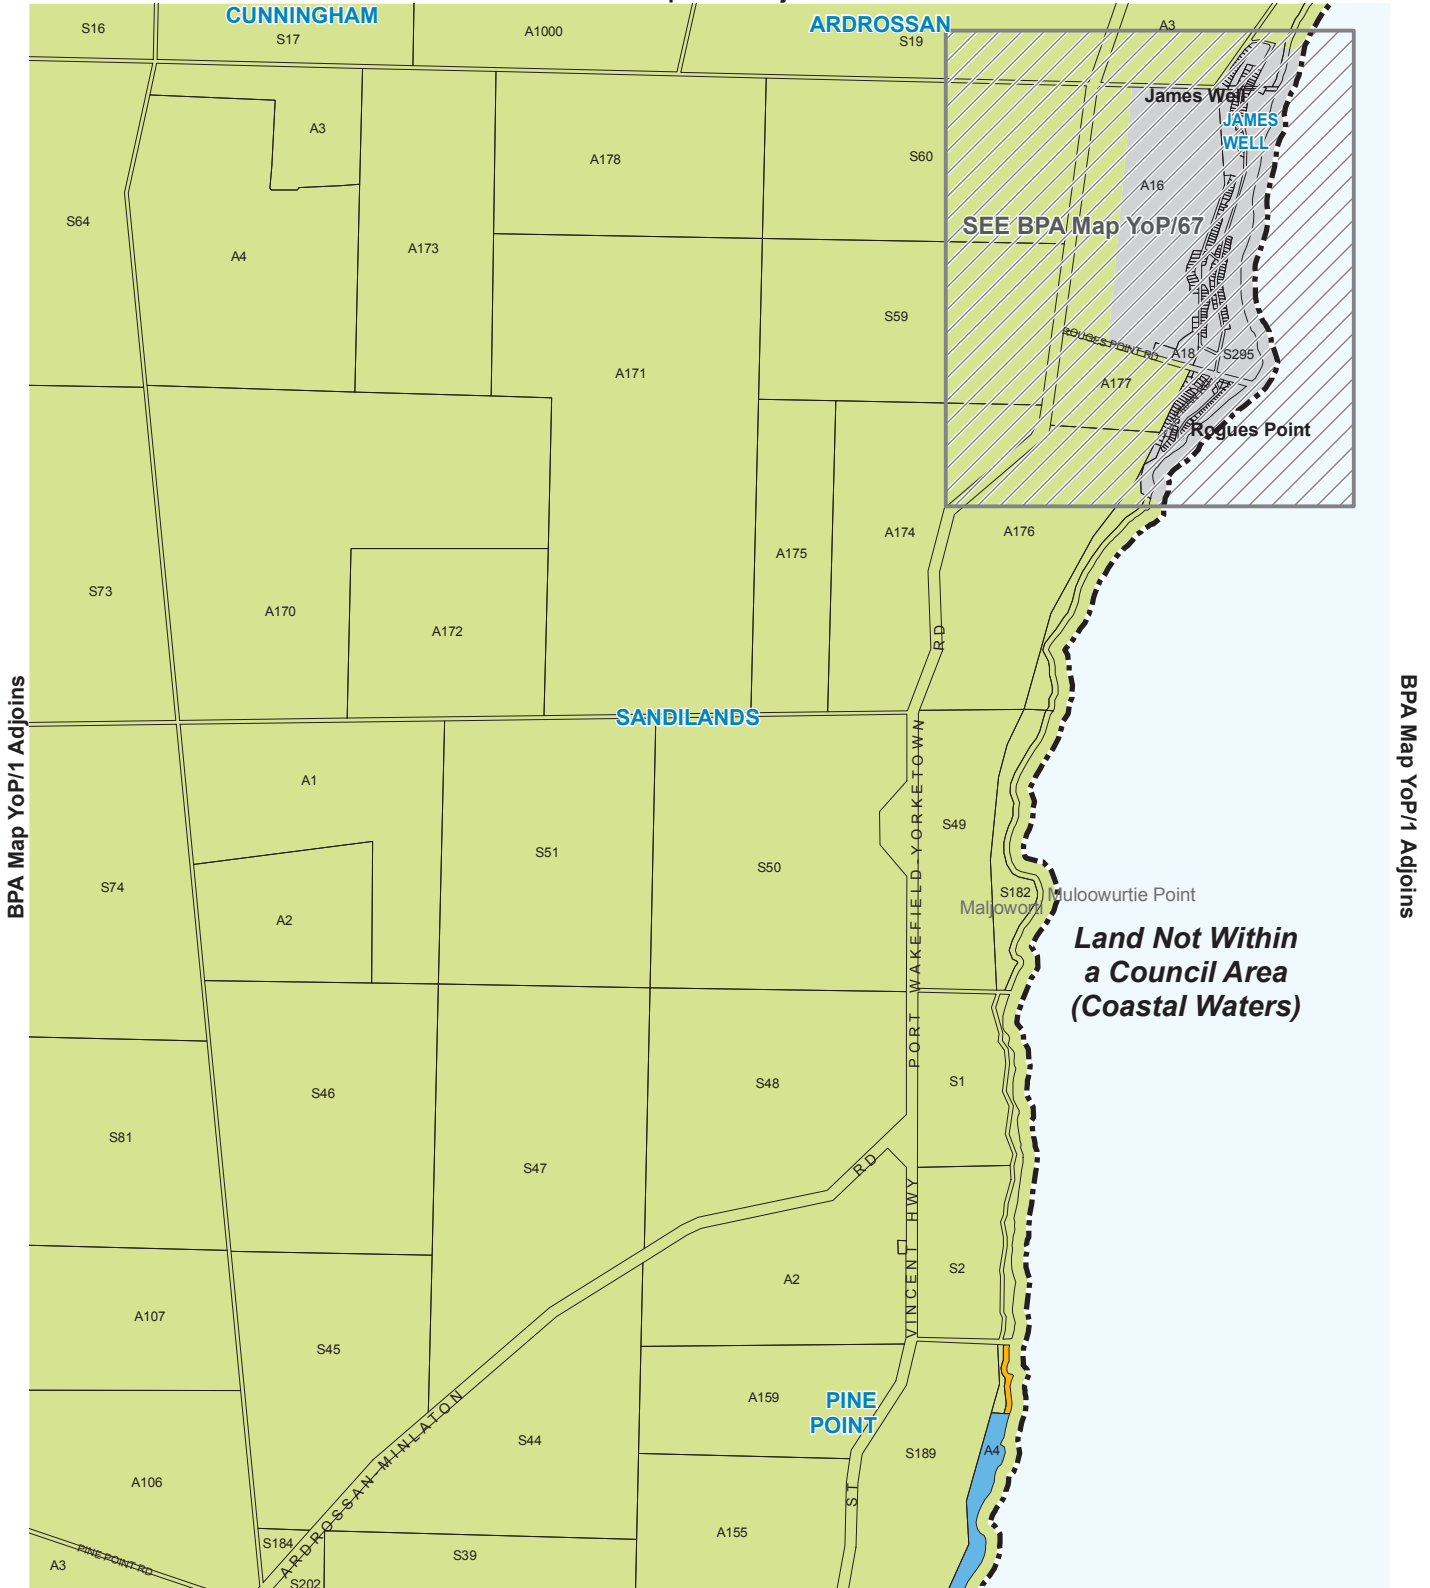 CUNNINGHAM
ARDROSSAN
S16
S17
A1000
S19
A3
James Well
JAMES
WELL
A3
A178
S60
A16
S64
A4
A173
SEE BPA Map YoP/67
S59
ROUGES POINT RD
A18
S295
A171
A177
Rogues Point
A175
A174
A176
S73
A170
A172
RD
SANDILANDS
BPA Map YoP/1 Adjoins
BPA Map YoP/1 Adjoins
A1
S51
S50
S49
S74
A2
S182
Muloowurtie Point
Maljoworti
Land Not Within
a Council Area
(Coastal Waters)
PORT WAKEFIELD-YORKETOWN
S46
S48
S1
S81
S47
RD
VINCENT HWY
A2
S2
A107
S45
A159
PINE
POINT
S44
S189
A4
A106
ARDROSSAN-MINLATON
ST
A155
S184
S39
A3
PINE POINT RD
S202